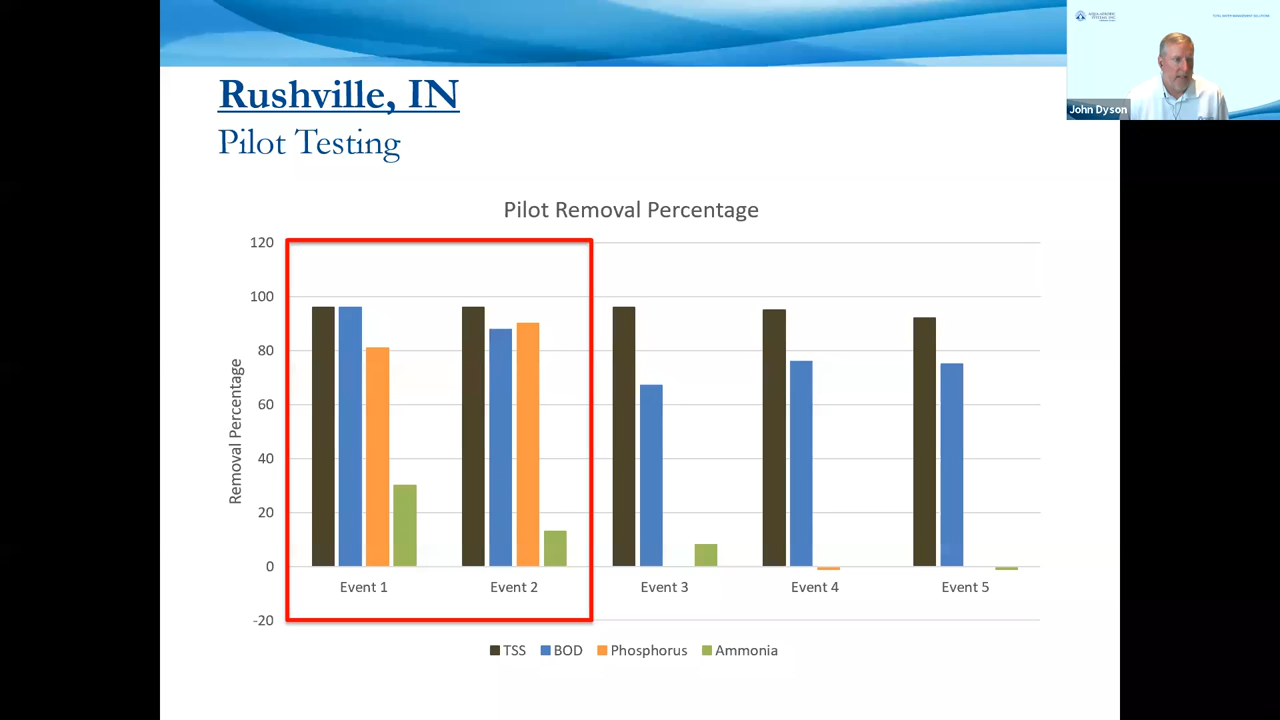 Rushville, IN
Pilot Testing
Pilot Removal Percentage
120
100
80
60
40
20
0
-20
Removal Percentage
Event 1
Event 2
Event 3
Event 4
Event 5
TSS BOD Phosphorus Ammonia
John Dyson